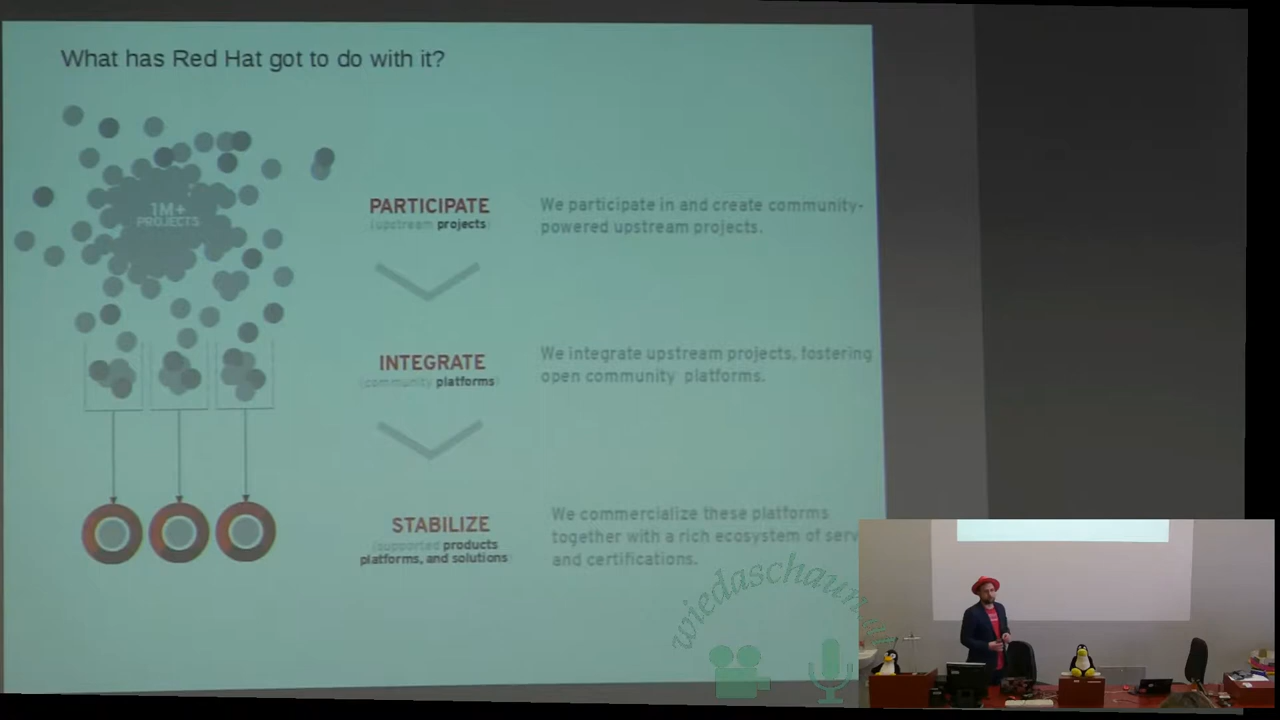 What has Red Hat got to do with it?
1M+
PROJECTS
PARTICIPATE
(upstream projects)
We participate in and create community-
powered upstream projects.
INTEGRATE
(community platforms)
We integrate upstream projects, fostering
open community platforms.
STABILIZE
(supported products
platforms, and solutions)
We commercialize these platforms
together with a rich ecosystem of serv
and certifications.
wiedaschaun